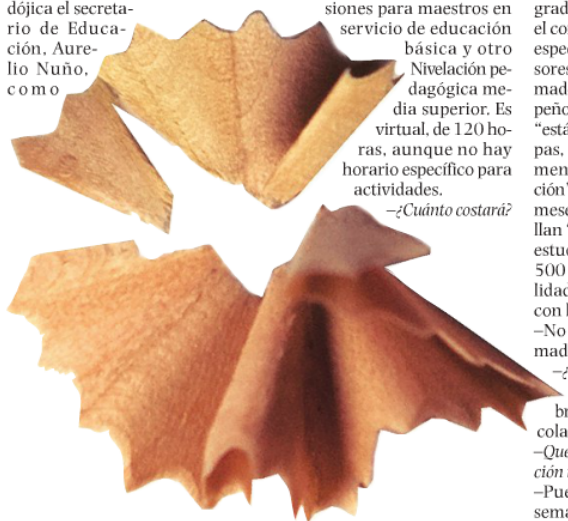 dójica el secreta-
rio de Educa-
ción, Aure-
lio Nuño,
como
siones para maestros en
servicio de educación
básica y otro
Nivelación pe-
dagógica me-
dia superior. Es
virtual, de 120 ho-
ras, aunque no hay
horario específico para
actividades.
–¿Cuánto costará?
grad
el cor
espec
sores
mad
peño
“está
pas,
men
ción”
mese
llan “
estud
500
lidad
con l
–No
mad
–¿
br
cola
–Que
ción
–Pue
sema